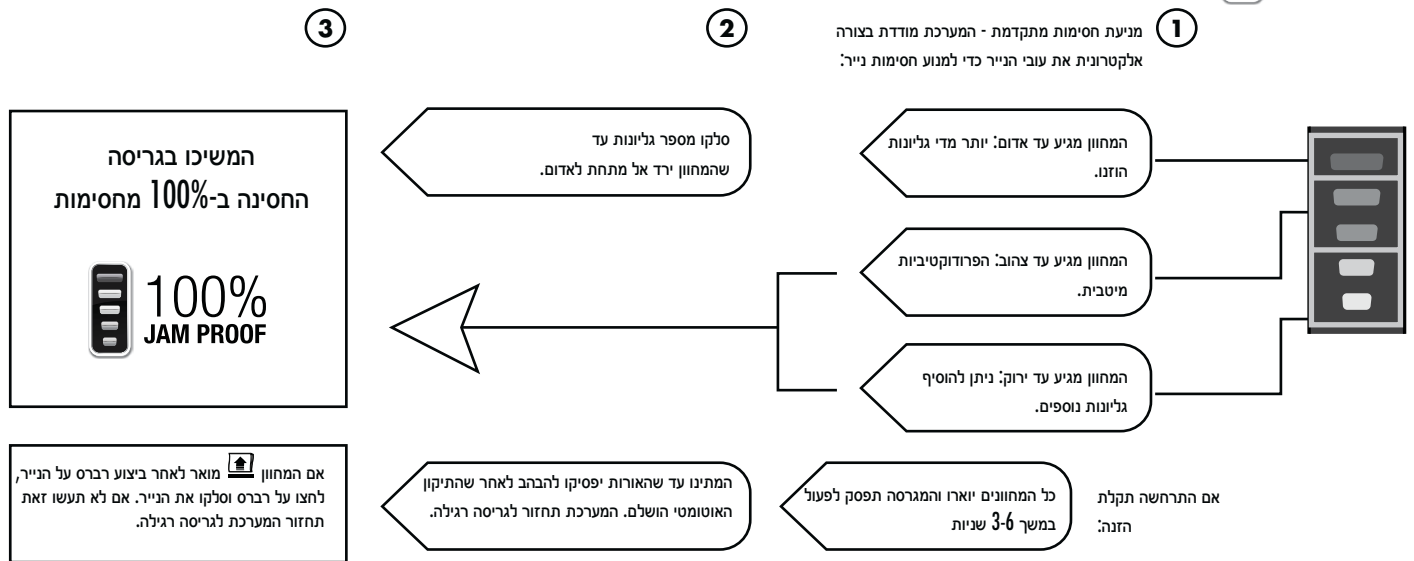 1
מניעת חסימות מתקדמת - המערכת מודדת בצורה
אלקטרונית את עובי הנייר כדי למנוע חסימות נייר:
2
3
המחוון מגיע עד אדום: יותר מדי גליונות
הוזנו.
סלקו מספר גליונות עד
שהמחוון ירד אל מתחת לאדום.
המחוון מגיע עד צהוב: הפרודוקטיביות
מיטבית.
המחוון מגיע עד ירוק: ניתן להוסיף
גליונות נוספים.
המשיכו בגריסה
החסינה ב-100% מחסימות
100%
JAM PROOF
אם התרחשה תקלת
הזנה:
כל המחוונים יוארו והמגרסה תפסק לפעול
במשך 3-6 שניות
המתינו עד שהאורות יפסיקו להבהב לאחר שהתיקון
האוטומטי הושלם. המערכת תחזור לגריסה רגילה.
אם המחוון מואר לאחר ביצוע רברס על הנייר,
לחצו על רברס וסלקו את הנייר. אם לא תעשו זאת
תחזור המערכת לגריסה רגילה.